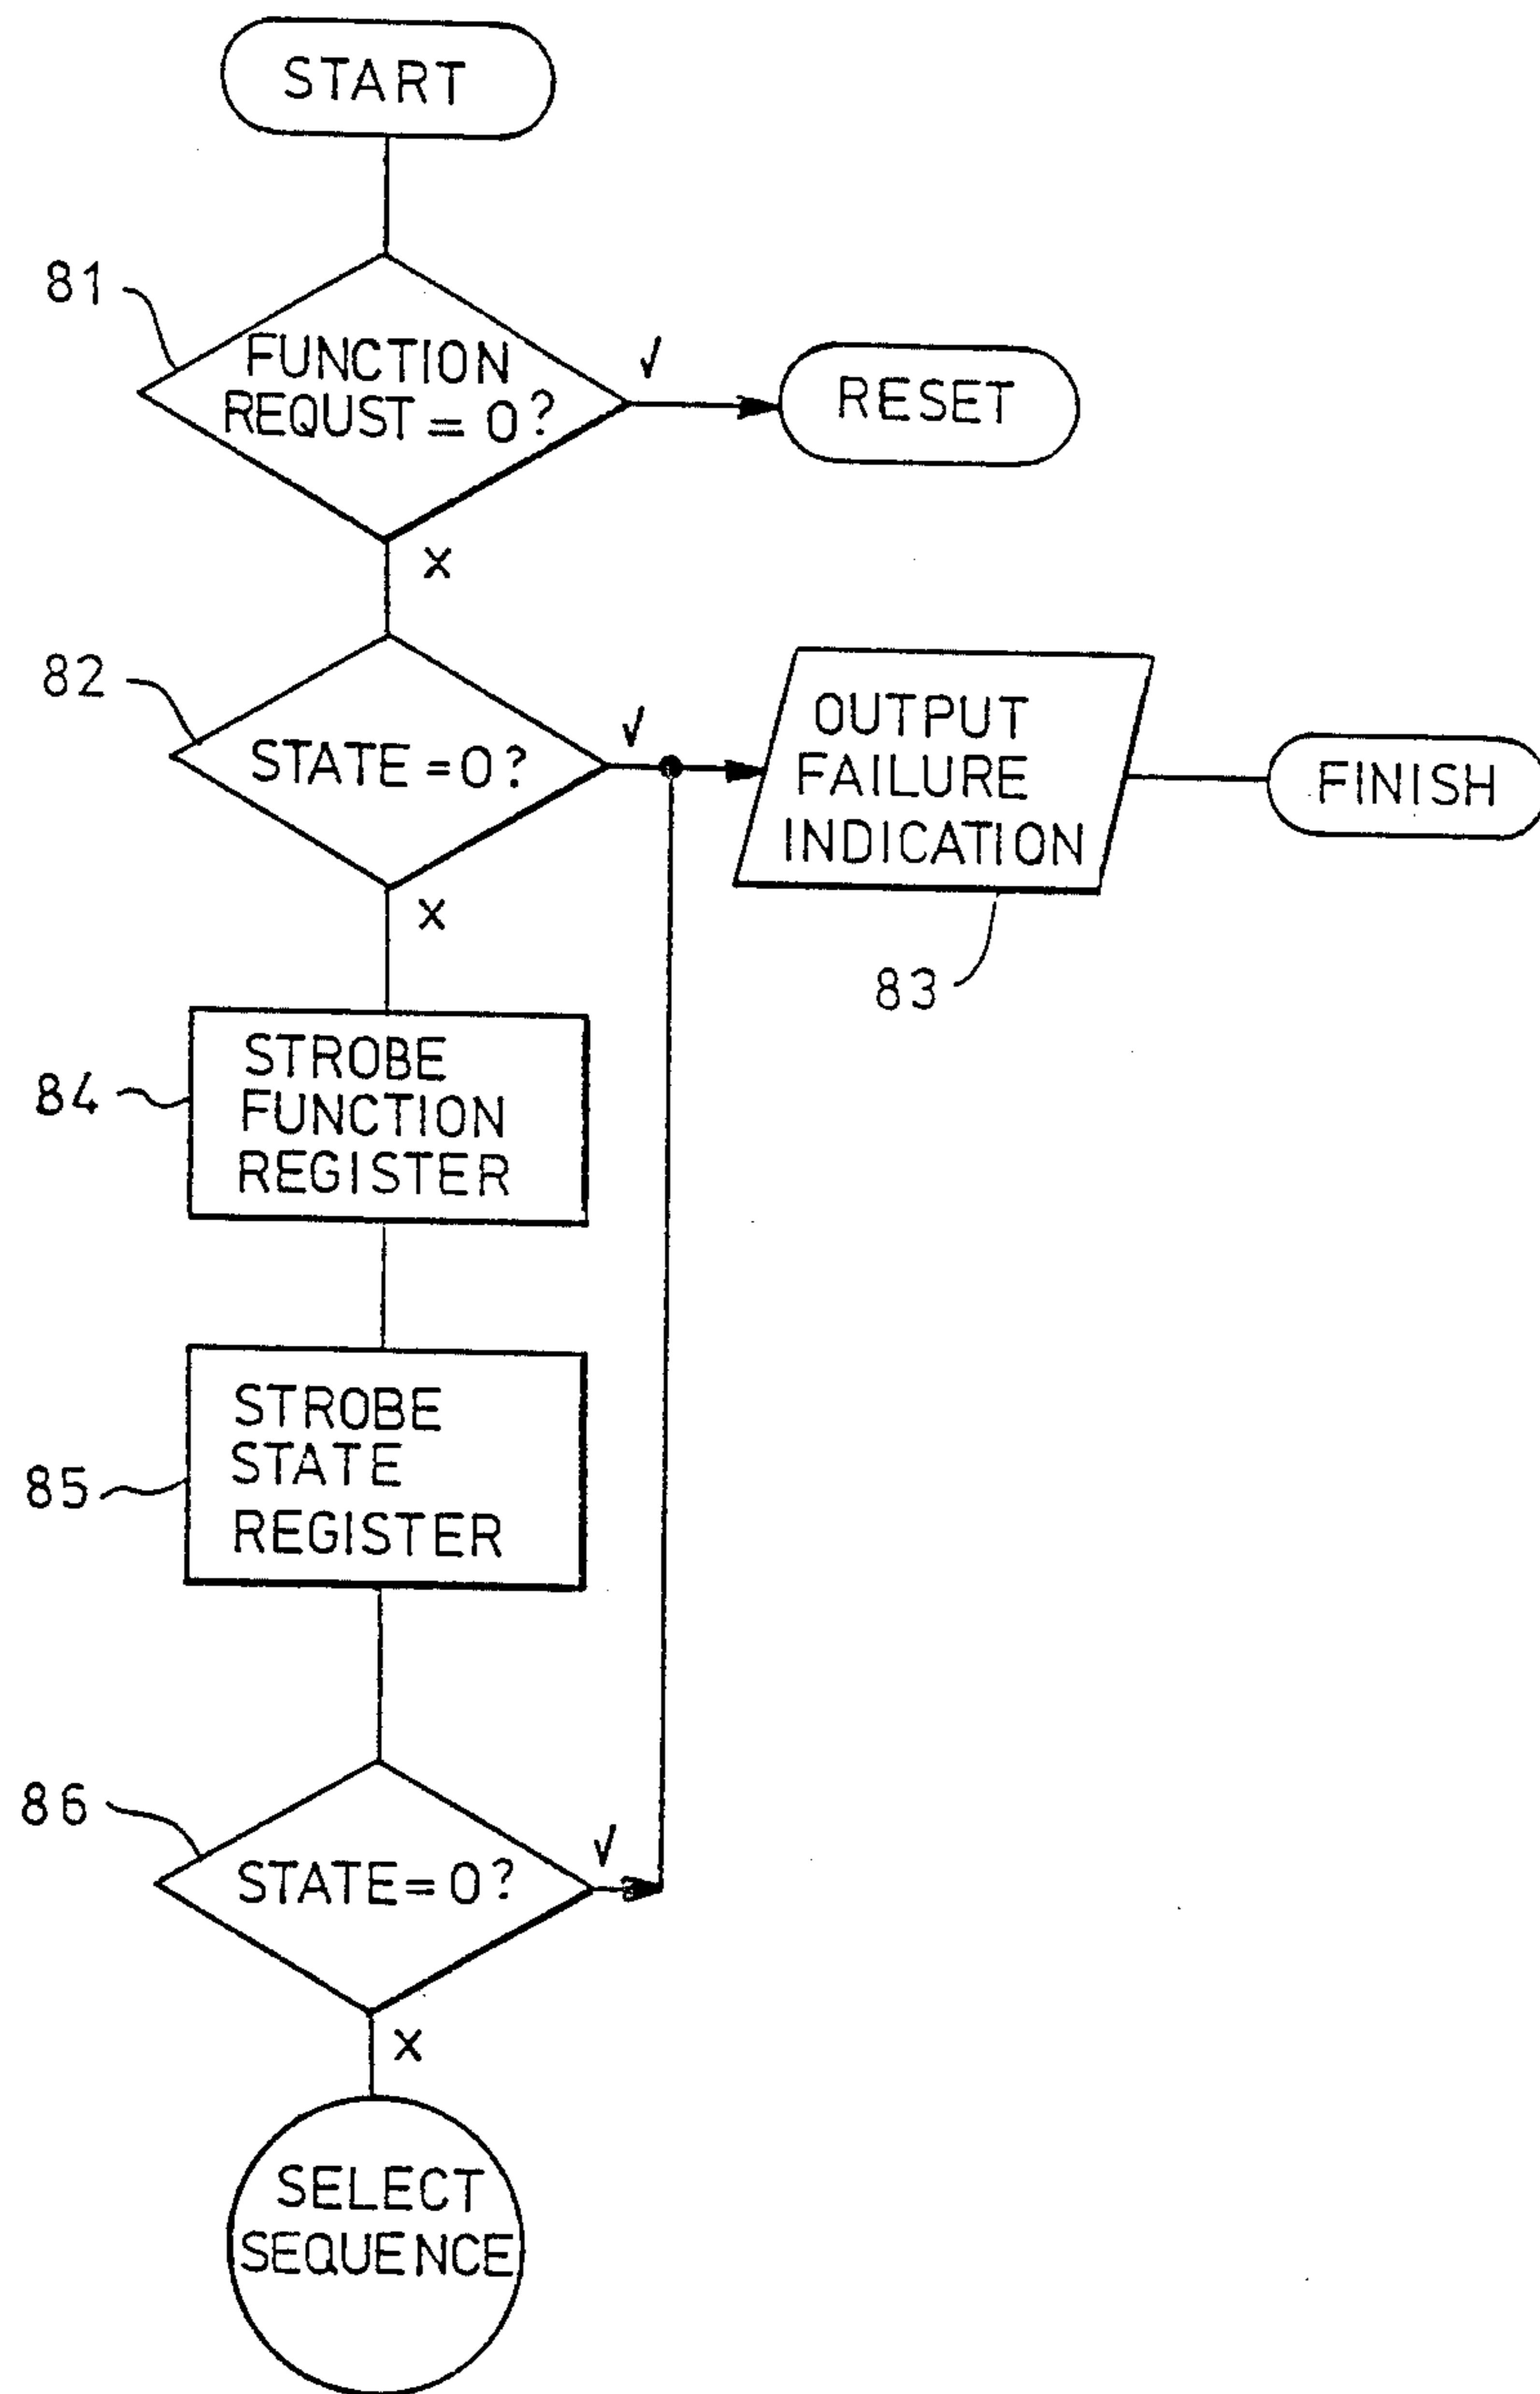 START
81
FUNCTION
REQUST = 0?
√
RESET
X
82
STATE = 0?
√
OUTPUT
FAILURE
INDICATION
FINISH
83
X
84
STROBE
FUNCTION
REGISTER
85
STROBE
STATE
REGISTER
86
STATE = 0?
√
X
SELECT
SEQUENCE